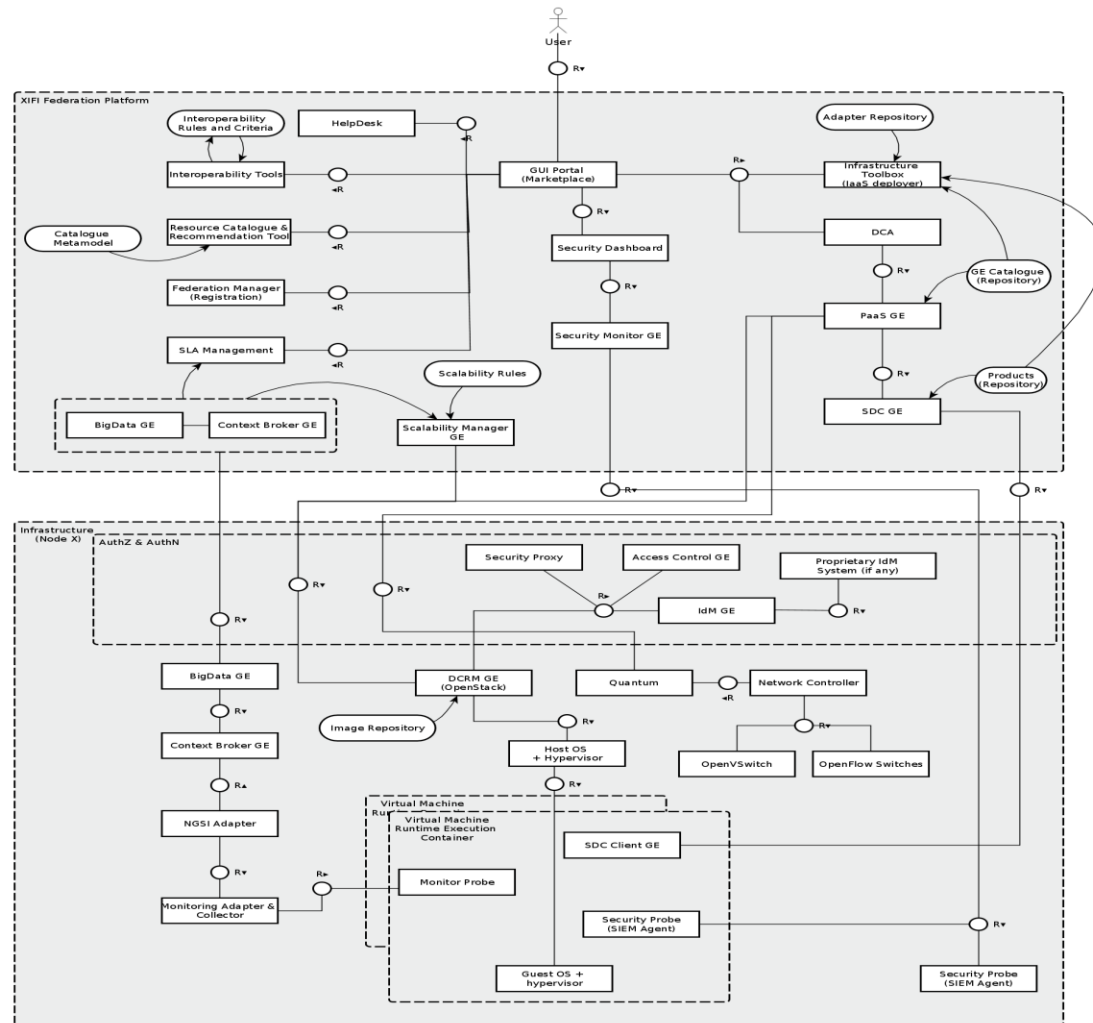 User
R▾
XIFI Federation Platform
Interoperability
Rules and Criteria
HelpDesk
◂R
Adapter Repository
Interoperability Tools
◂R
GUI Portal
(Marketplace)
R▸
Infrastructure
Toolbox
(IaaS deployer)
R▾
Catalogue
Metamodel
Resource Catalogue &
Recommendation Tool
◂R
Security Dashboard
DCA
R▾
R▾
GE Catalogue
(Repository)
Federation Manager
(Registration)
◂R
PaaS GE
Security Monitor GE
SLA Management
◂R
Scalability Rules
R▾
Products
(Repository)
BigData GE
Context Broker GE
Scalability Manager
GE
SDC GE
R▾
R▾
Infrastructure
(Node X)
AuthZ & AuthN
Security Proxy
Access Control GE
Proprietary IdM
System (if any)
R▸
R▾
R▾
IdM GE
R▾
R▾
BigData GE
DCRM GE
(OpenStack)
Quantum
◂R
Network Controller
R▾
Image Repository
R▾
R▾
Context Broker GE
Host OS
+ Hypervisor
OpenVSwitch
OpenFlow Switches
R▴
R▾
Virtual Machine
Ru
Virtual Machine
Runtime Execution
Container
NGSI Adapter
SDC Client GE
R▾
R▸
Monitor Probe
Monitoring Adapter &
Collector
Security Probe
(SIEM Agent)
R▾
Guest OS +
hypervisor
Security Probe
(SIEM Agent)